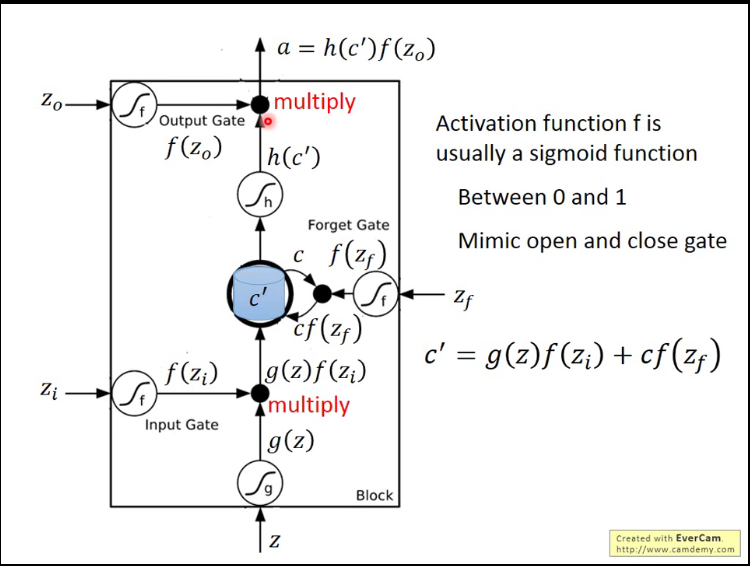 a = h(c′)f(z_o)
z_o
f
multiply
Output Gate
f(z_o)
h(c′)
h
Activation function f is
usually a sigmoid function
Between 0 and 1
Mimic open and close gate
Forget Gate
c
f(z_f)
c′
f
z_f
cf(z_f)
c′ = g(z)f(z_i) + cf(z_f)
f(z_i)
g(z)f(z_i)
z_i
f
multiply
Input Gate
g(z)
g
Block
z
Created with EverCam.
http://www.camdemy.com